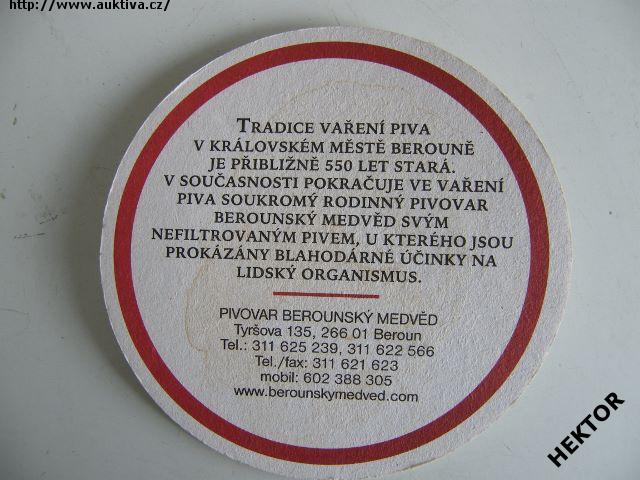 http://www.auktiva.cz/
TRADICE VAŘENÍ PIVA
V KRÁLOVSKÉM MĚSTĚ BEROUNĚ
JE PŘIBLIŽNĚ 550 LET STARÁ.
V SOUČASNOSTI POKRAČUJE VE VAŘENÍ
PIVA SOUKROMÝ RODINNÝ PIVOVAR
BEROUNSKÝ MEDVĚD SVÝM
NEFILTROVANÝM PIVEM, U KTERÉHO JSOU
PROKÁZÁNY BLAHODÁRNÉ ÚČINKY NA
LIDSKÝ ORGANISMUS.
PIVOVAR BEROUNSKÝ MEDVĚD
Tyršova 135, 266 01 Beroun
Tel.: 311 625 239, 311 622 566
Tel./fax: 311 621 623
mobil: 602 388 305
www.berounskymedved.com
HEKTOR